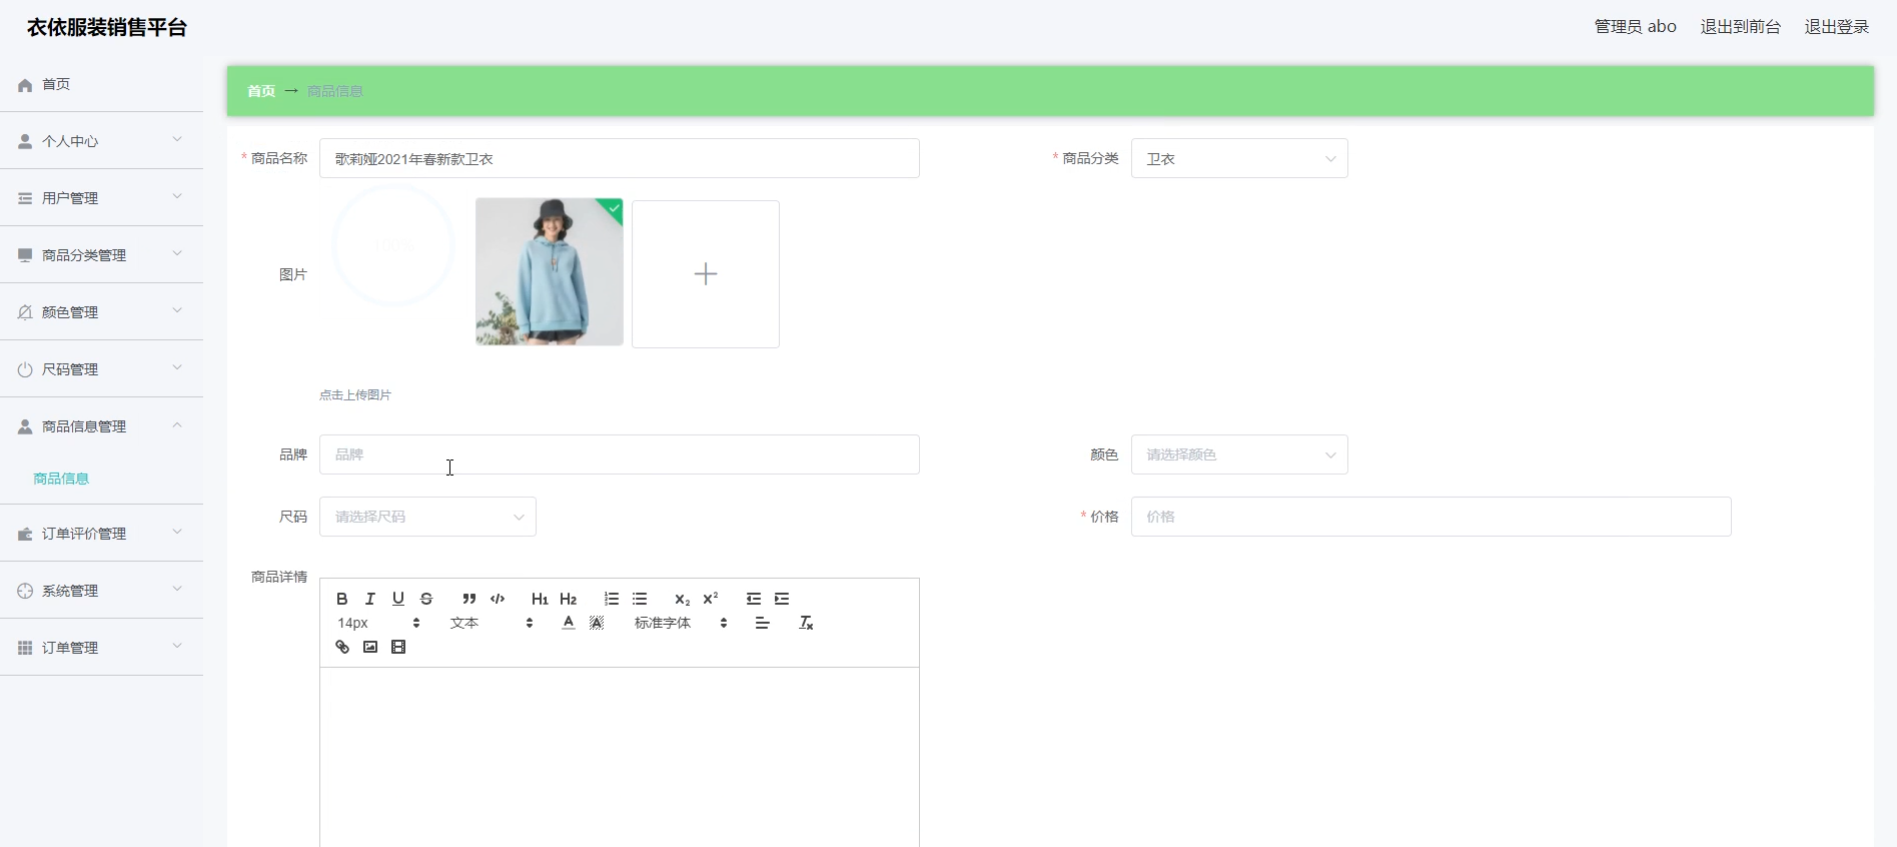 衣依服装销售平台
管理员 abo 退出到前台 退出登录
首页
个人中心
用户管理
商品分类管理
颜色管理
尺码管理
商品信息管理
商品信息
订单评价管理
系统管理
订单管理
首页 → 商品信息
* 商品名称 歌莉娅2021年春新款卫衣
* 商品分类 卫衣
图片
100%
点击上传图片
品牌 品牌
颜色 请选择颜色
尺码 请选择尺码
* 价格 价格
商品详情
B I U S ” </> H1 H2 X2 X²
14px 文本 A A 标准字体 Tx